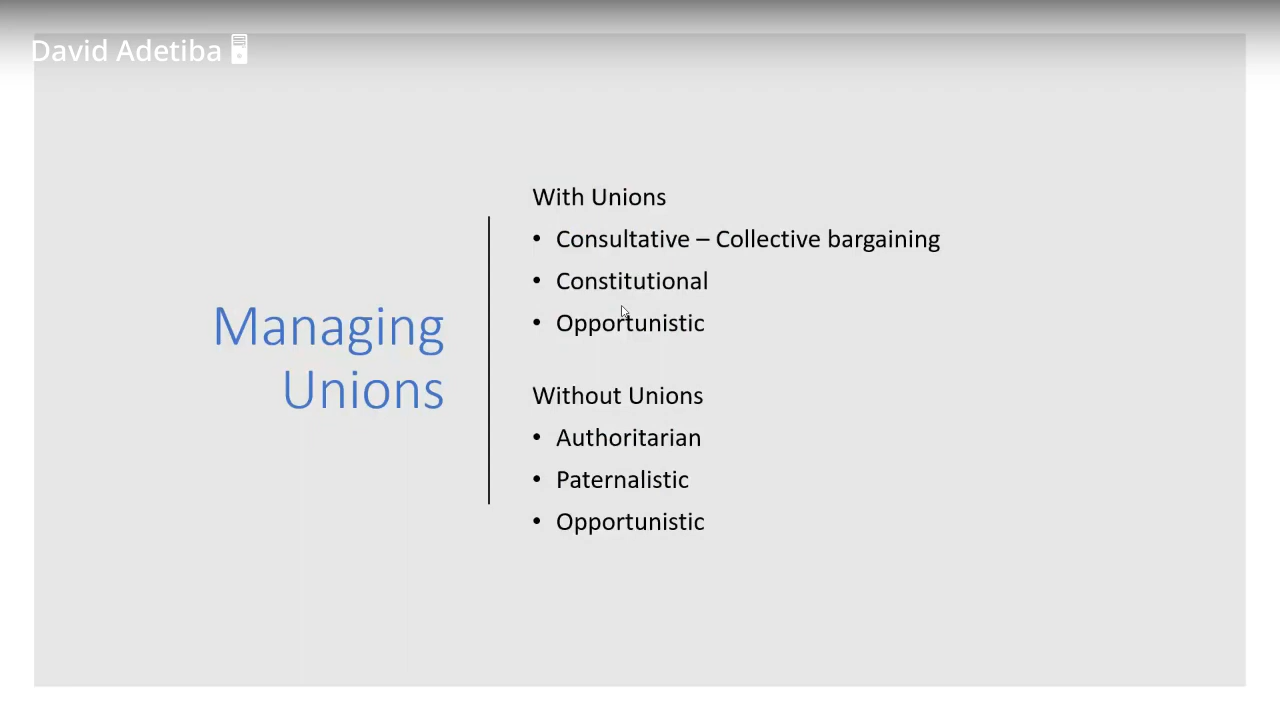 David Adetiba
Managing
Unions
With Unions
• Consultative – Collective bargaining
• Constitutional
• Opportunistic
Without Unions
• Authoritarian
• Paternalistic
• Opportunistic